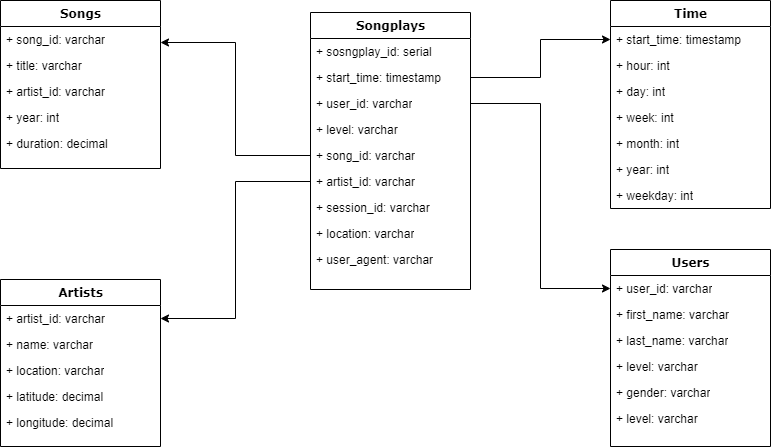 Songs
+ song_id: varchar
+ title: varchar
+ artist_id: varchar
+ year: int
+ duration: decimal
Songplays
+ sosngplay_id: serial
+ start_time: timestamp
+ user_id: varchar
+ level: varchar
+ song_id: varchar
+ artist_id: varchar
+ session_id: varchar
+ location: varchar
+ user_agent: varchar
Time
+ start_time: timestamp
+ hour: int
+ day: int
+ week: int
+ month: int
+ year: int
+ weekday: int
Artists
+ artist_id: varchar
+ name: varchar
+ location: varchar
+ latitude: decimal
+ longitude: decimal
Users
+ user_id: varchar
+ first_name: varchar
+ last_name: varchar
+ level: varchar
+ gender: varchar
+ level: varchar